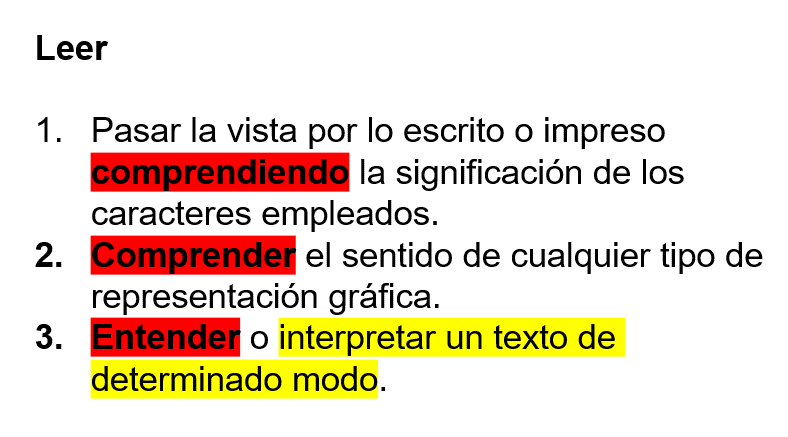 Leer
1. Pasar la vista por lo escrito o impreso
comprendiendo la significación de los
caracteres empleados.
2. Comprender el sentido de cualquier tipo de
representación gráfica.
3. Entender o interpretar un texto de
determinado modo.